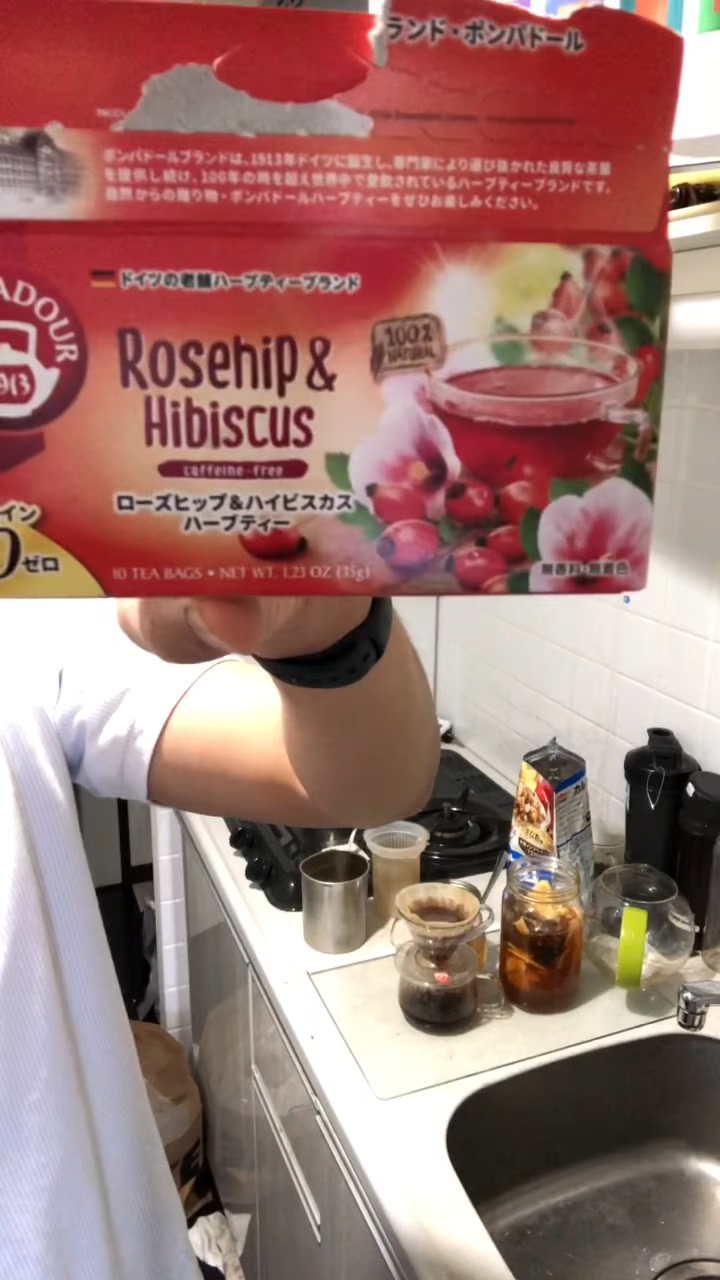 ランド・ポンパドール
ポンパドールブランドは、1913年ドイツに誕生し、専門家により選び抜かれた良質な茶葉
を提供し続け、100年の時を超え世界中で愛飲されているハーブティーブランドです。
自然からの贈り物・ポンパドールハーブティーをぜひお楽しみください。
ドイツの老舗ハーブティーブランド
ADOUR
1913
100%
NATURAL
Rosehip &
Hibiscus
caffeine-free
ローズヒップ&ハイビスカス
ハーブティー
イン
0ゼロ
10 TEA BAGS • NET WT. 1.23 OZ (35g)
無香料・無着色